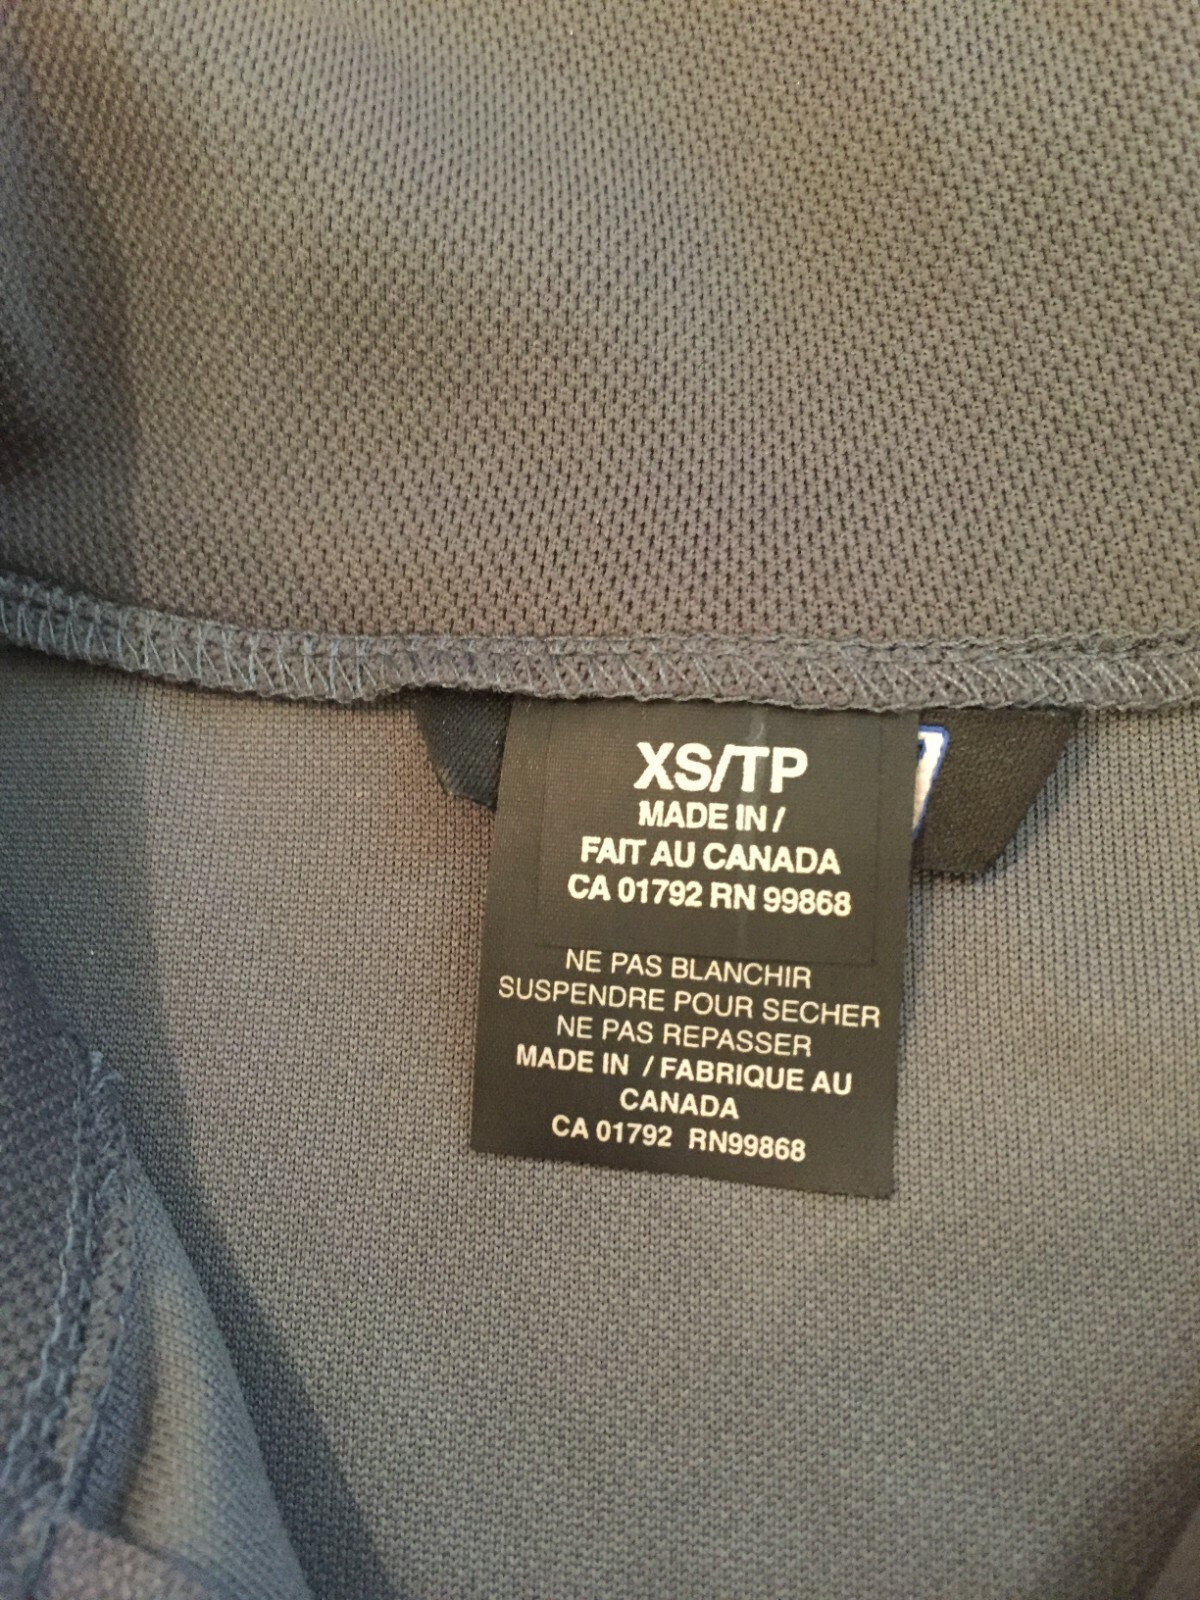 XS/TP
MADE IN /
FAIT AU CANADA
CA 01792 RN 99868
NE PAS BLANCHIR
SUSPENDRE POUR SECHER
NE PAS REPASSER
MADE IN / FABRIQUE AU
CANADA
CA 01792 RN99868